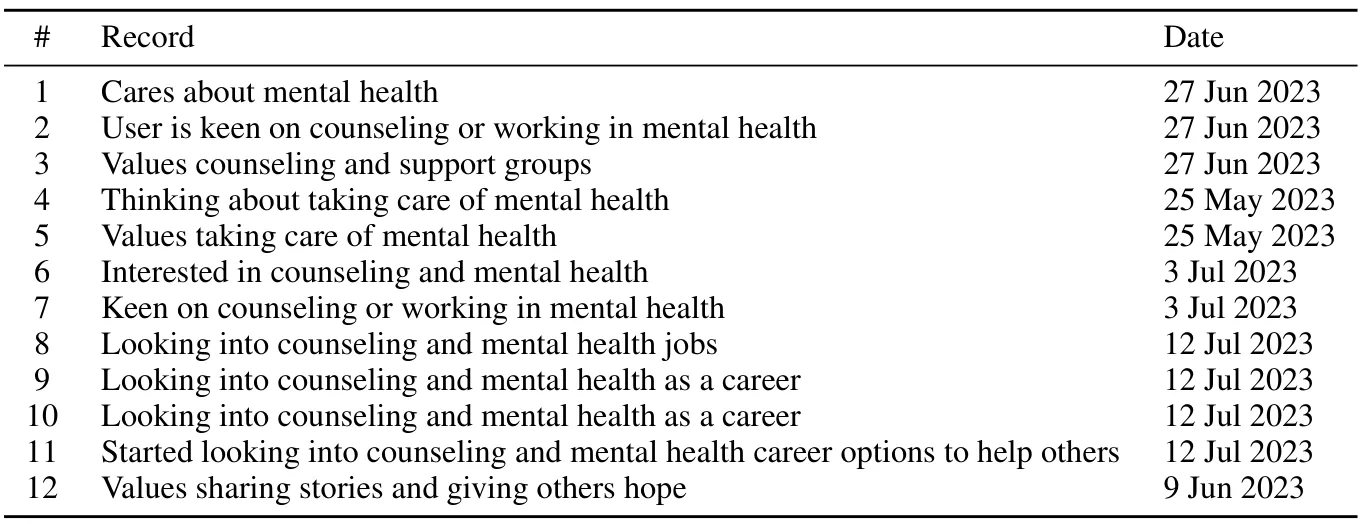 # Record Date
1 Cares about mental health 27 Jun 2023
2 User is keen on counseling or working in mental health 27 Jun 2023
3 Values counseling and support groups 27 Jun 2023
4 Thinking about taking care of mental health 25 May 2023
5 Values taking care of mental health 25 May 2023
6 Interested in counseling and mental health 3 Jul 2023
7 Keen on counseling or working in mental health 3 Jul 2023
8 Looking into counseling and mental health jobs 12 Jul 2023
9 Looking into counseling and mental health as a career 12 Jul 2023
10 Looking into counseling and mental health as a career 12 Jul 2023
11 Started looking into counseling and mental health career options to help others 12 Jul 2023
12 Values sharing stories and giving others hope 9 Jun 2023